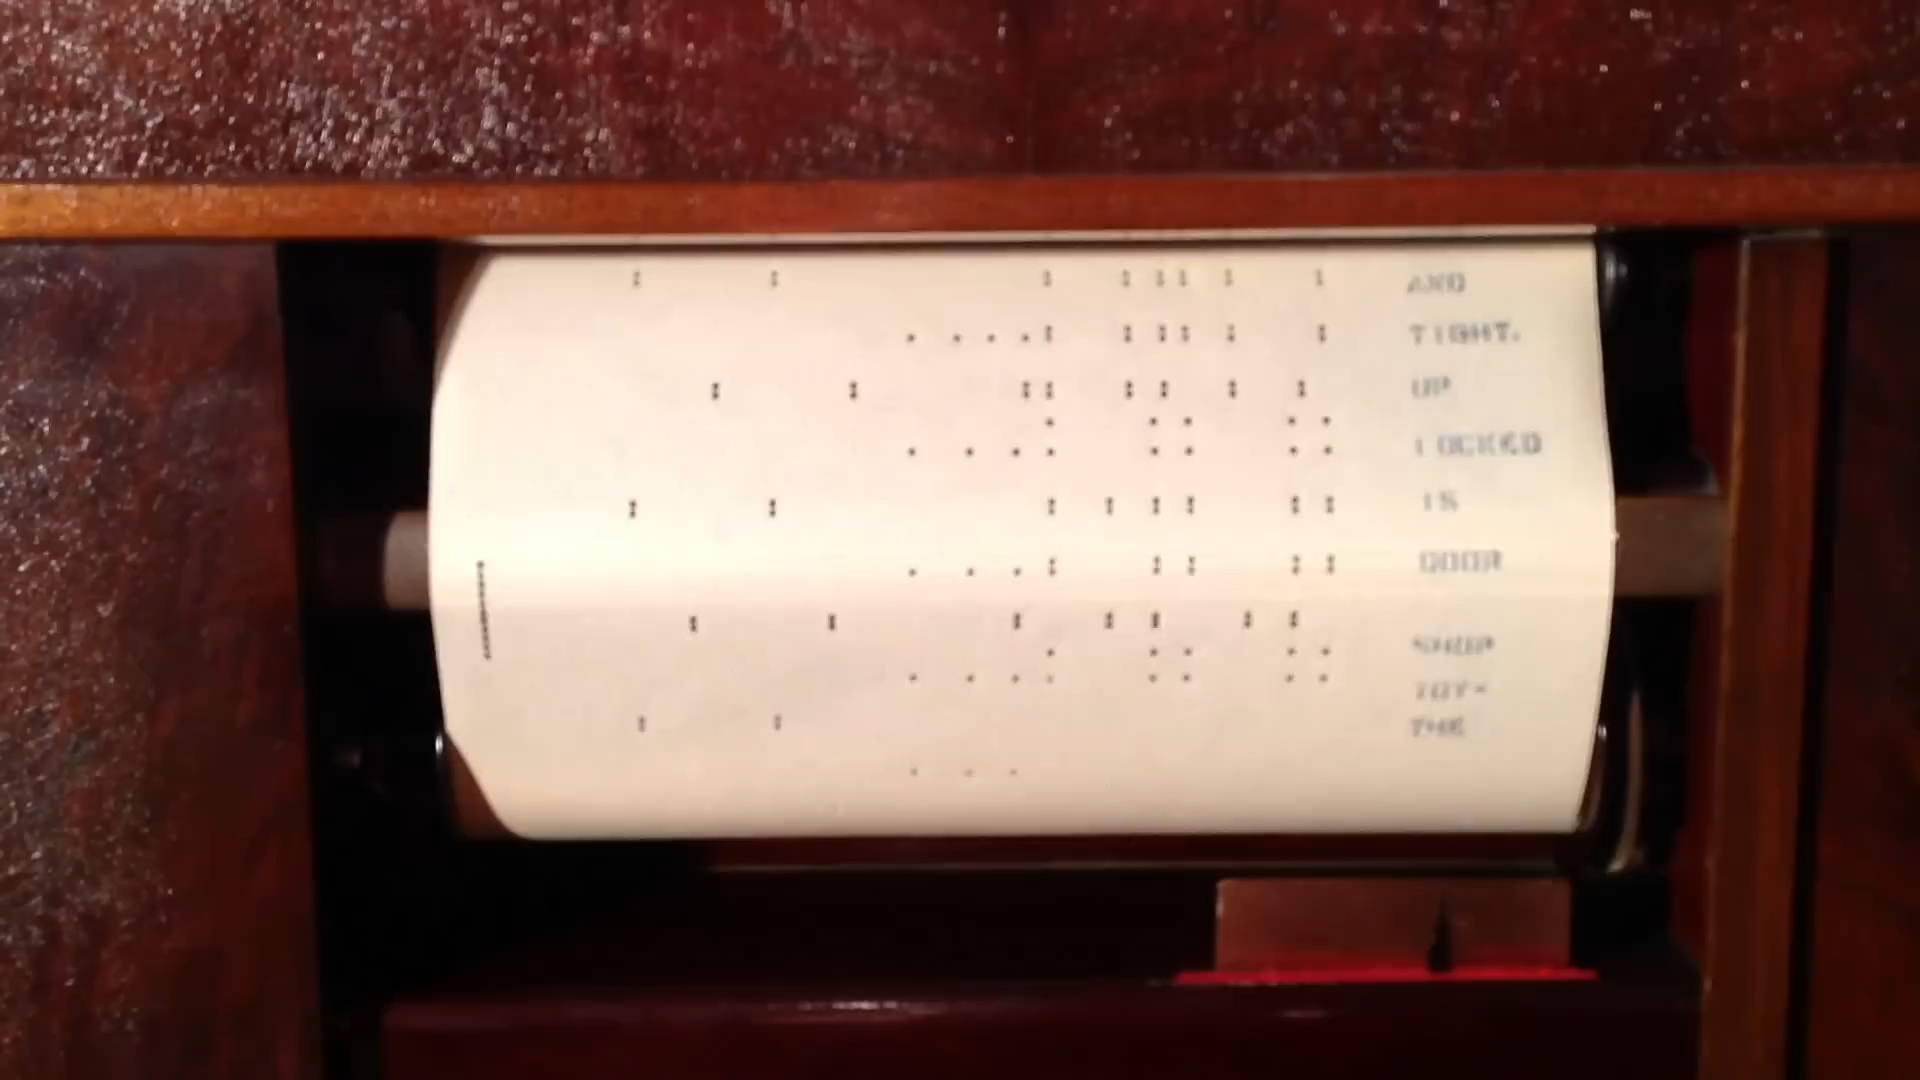 AND
TIGHT.
UP
LOCKED
IS
DOOR
SHOP
TOY-
THE